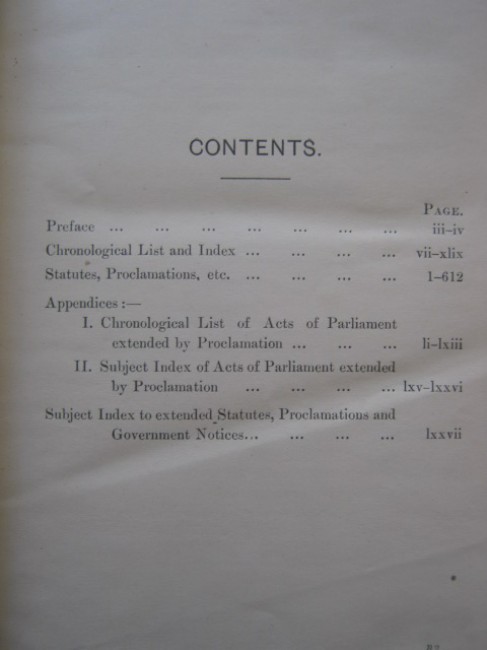 CONTENTS.
PAGE.
Preface ... ... ... ... ... ... ... iii-iv
Chronological List and Index ... ... ... ... vii-xlix
Statutes, Proclamations, etc. ... ... ... ... 1-612
Appendices :—
I. Chronological List of Acts of Parliament
extended by Proclamation ... ... ... li-lxiii
II. Subject Index of Acts of Parliament extended
by Proclamation ... ... ... ... lxv-lxxvi
Subject Index to extended Statutes, Proclamations and
Government Notices... ... ... ... lxxvii